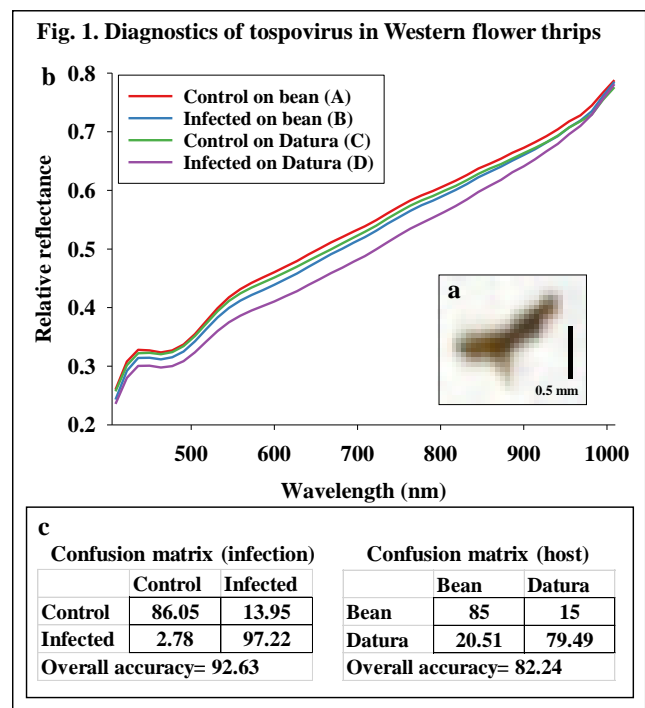 Fig. 1. Diagnostics of tospovirus in Western flower thrips
b
0.8
0.7
0.6
0.5
0.4
0.3
0.2
Relative reflectance
Control on bean (A)
Infected on bean (B)
Control on Datura (C)
Infected on Datura (D)
a
0.5 mm
500 600 700 800 900 1000
Wavelength (nm)
c
Confusion matrix (infection)
Control Infected
Control 86.05 13.95
Infected 2.78 97.22
Overall accuracy= 92.63
Confusion matrix (host)
Bean Datura
Bean 85 15
Datura 20.51 79.49
Overall accuracy= 82.24